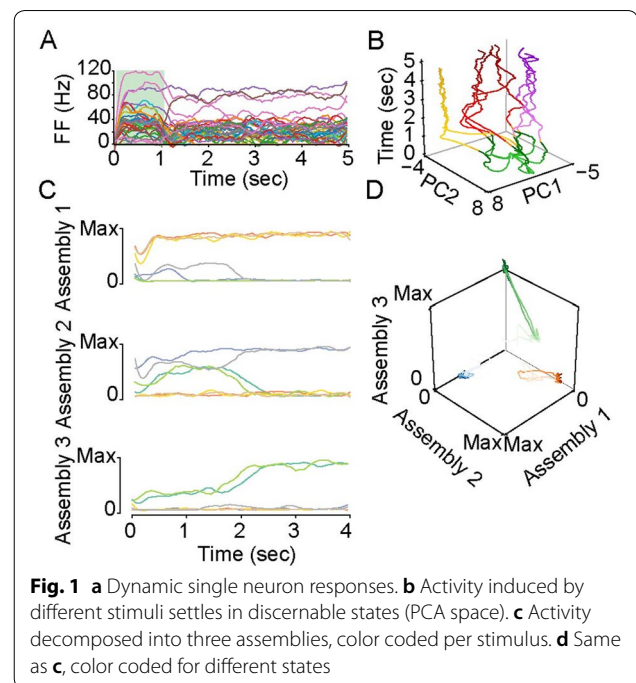 A
FF (Hz)
120
80
40
0
0 1 2 3 4 5
Time (sec)
B
Time (sec)
5
4
3
2
1
0
−4
PC2
8
8
PC1
−5
C
Assembly 1
Max
0
Assembly 2
Max
0
Assembly 3
Max
0
0 1 2 3 4
Time (sec)
D
Assembly 3
Max
0
0
Assembly 2
Max
Max
Assembly 1
0
Fig. 1 a Dynamic single neuron responses. b Activity induced by
different stimuli settles in discernable states (PCA space). c Activity
decomposed into three assemblies, color coded per stimulus. d Same
as c, color coded for different states